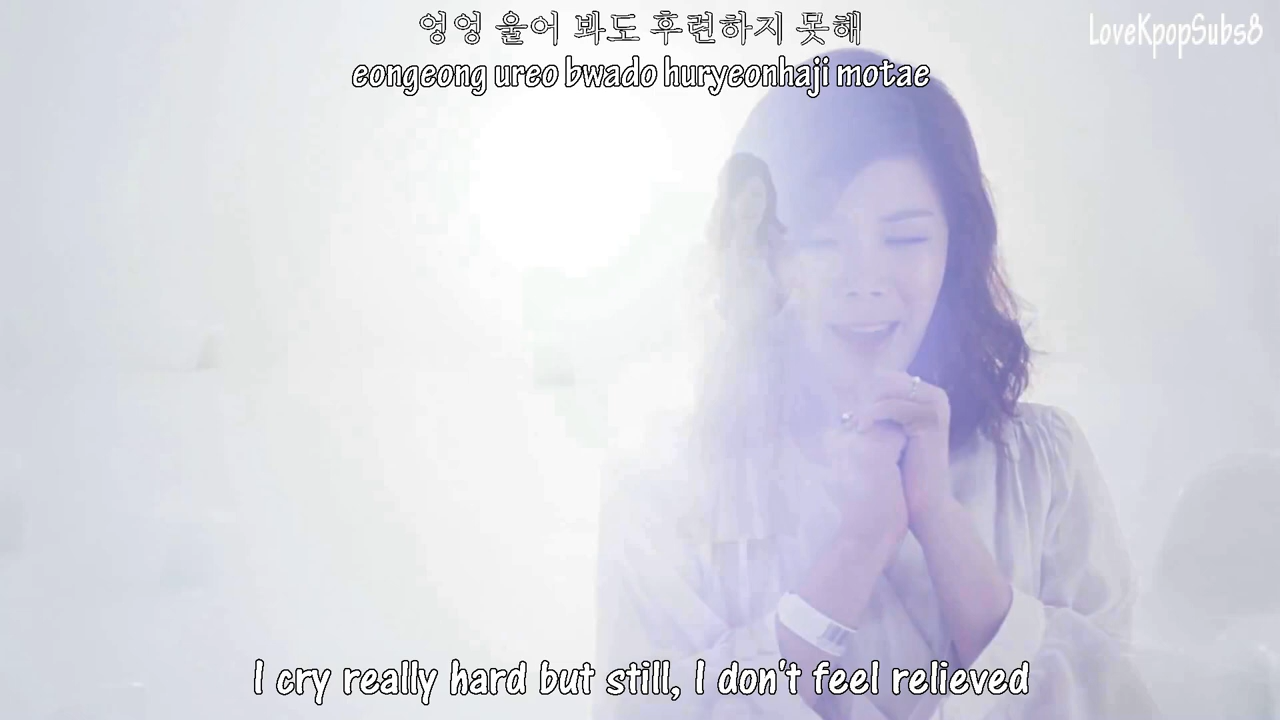 엉엉 울어 봐도 후련하지 못해
LoveKpopSubs8
eongeong ureo bwado huryeonhaji motae
I cry really hard but still, I don't feel relieved